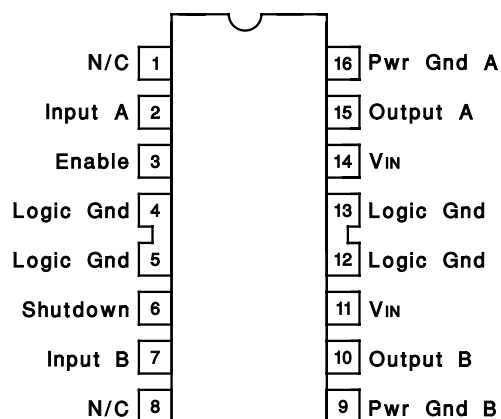 N/C 1 16 Pwr Gnd A
Input A 2 15 Output A
Enable 3 14 VIN
Logic Gnd 4 13 Logic Gnd
Logic Gnd 5 12 Logic Gnd
Shutdown 6 11 VIN
Input B 7 10 Output B
N/C 8 9 Pwr Gnd B